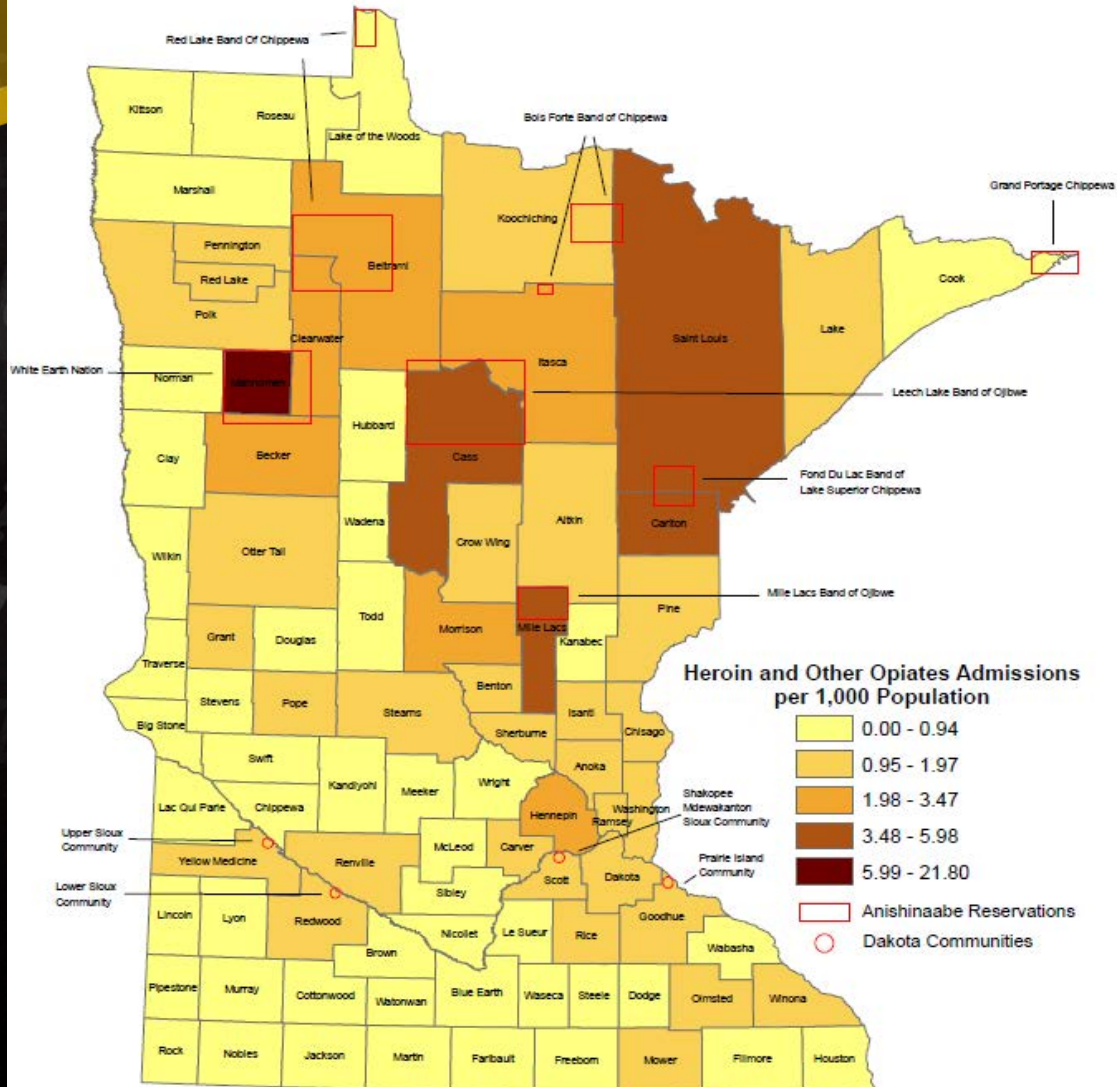 Red Lake Band Of Chippewa
Kittson
Roseau
Lake of the Woods
Bois Forte Band of Chippewa
Marshall
Koochiching
Grand Portage Chippewa
Pennington
Beltrami
Red Lake
Cook
Polk
Clearwater
Saint Louis
Lake
Itasca
White Earth Nation
Norman
Mahnomen
Leech Lake Band of Ojibwe
Hubbard
Clay
Becker
Cass
Fond Du Lac Band of
Lake Superior Chippewa
Wadena
Aitkin
Carlton
Crow Wing
Wilkin
Otter Tail
Mille Lacs Band of Ojibwe
Pine
Todd
Morrison
Mille Lacs
Grant
Douglas
Kanabec
Traverse
Benton
Heroin and Other Opiates Admissions
per 1,000 Population
Stevens
Pope
Stearns
Isanti
Big Stone
Sherburne
Chisago
0.00 - 0.94
Swift
Anoka
0.95 - 1.97
Kandiyohi
Wright
Meeker
Lac Qui Parle
Chippewa
Washington
Hennepin
Ramsey
Shakopee
Mdewakanton
Sioux Community
1.98 - 3.47
Upper Sioux
Community
McLeod
Carver
3.48 - 5.98
Yellow Medicine
Renville
Scott
Dakota
Prairie Island
Community
5.99 - 21.80
Lower Sioux
Community
Sibley
Lincoln
Lyon
Redwood
Nicollet
Le Sueur
Rice
Goodhue
Anishinaabe Reservations
Wabasha
Dakota Communities
Brown
Pipestone
Murray
Cottonwood
Watonwan
Blue Earth
Waseca
Steele
Dodge
Olmsted
Winona
Rock
Nobles
Jackson
Martin
Faribault
Freeborn
Mower
Fillmore
Houston